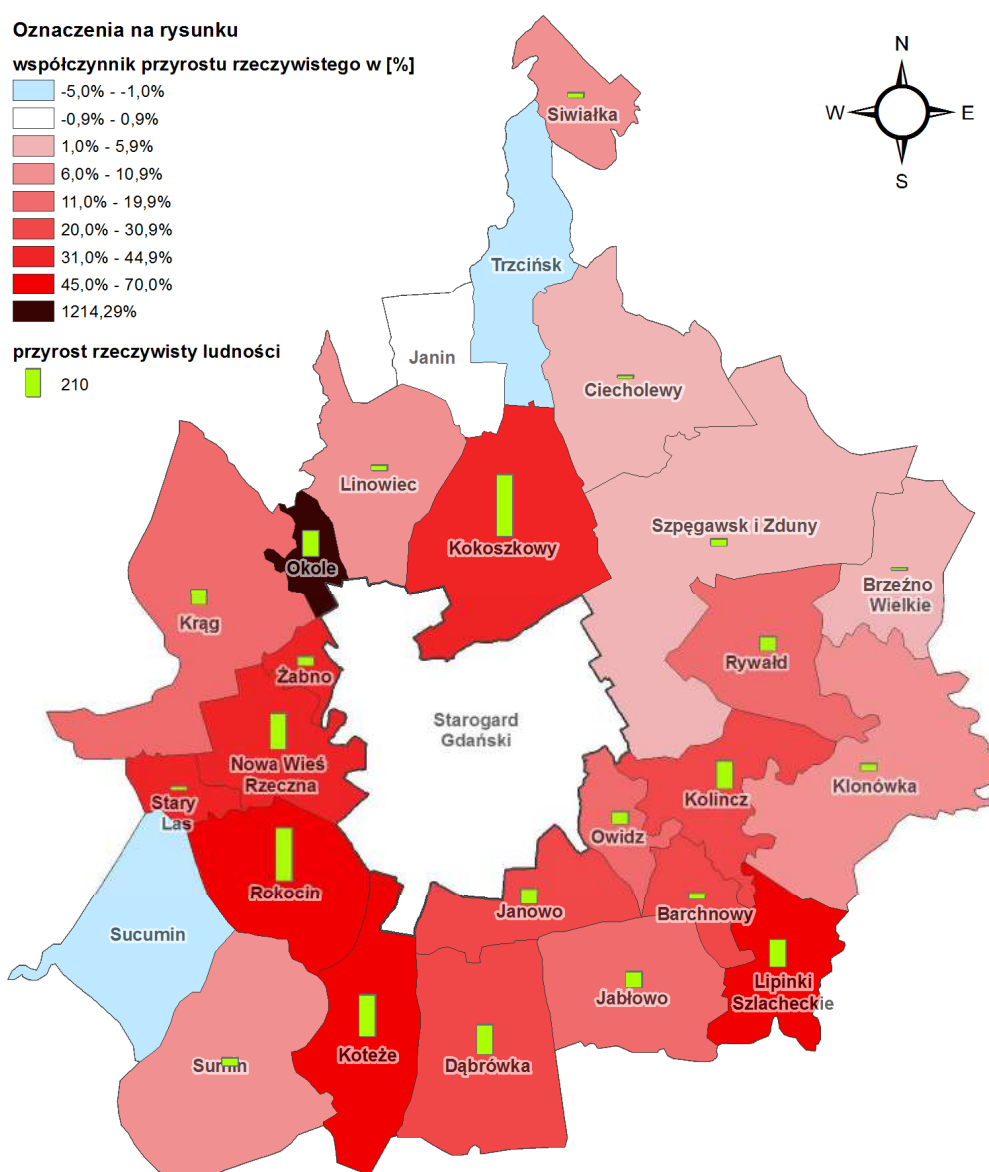 Oznaczenia na rysunku
współczynnik przyrostu rzeczywistego w [%]
-5,0% - -1,0%
-0,9% - 0,9%
1,0% - 5,9%
6,0% - 10,9%
11,0% - 19,9%
20,0% - 30,9%
31,0% - 44,9%
45,0% - 70,0%
1214,29%
przyrost rzeczywisty ludności
210
N
W
E
S
Siwiałka
Trzcińsk
Janin
Ciecholewy
Linowiec
Szpęgawsk i Zduny
Kokoszkowy
Okole
Brzeźno
Wielkie
Krąg
Rywałd
Żabno
Starogard
Gdański
Nowa Wieś
Rzeczna
Klonówka
Kolincz
Stary
Las
Owidz
Rokocin
Janowo
Barchnowy
Sucumin
Lipinki
Szlacheckie
Jabłowo
Koteże
Dąbrówka
Sumin